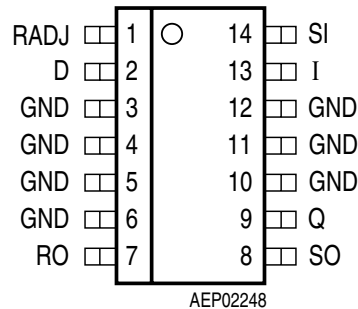 RADJ 1 14 SI
D 2 13 I
GND 3 12 GND
GND 4 11 GND
GND 5 10 GND
GND 6 9 Q
RO 7 8 SO
AEP02248